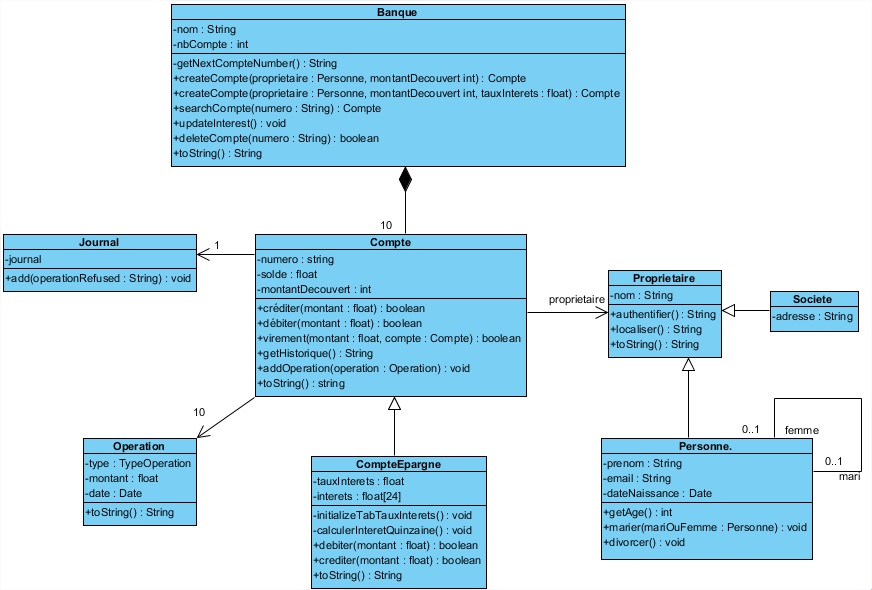 Banque
-nom : String
-nbCompte : int
-getNextCompteNumber() : String
+createCompte(proprietaire : Personne, montantDecouvert int) : Compte
+createCompte(proprietaire : Personne, montantDecouvert int, tauxInterets : float) : Compte
+searchCompte(numero : String) : Compte
+updateInterest() : void
+deleteCompte(numero : String) : boolean
+toString() : String
10
Journal
-journal
+add(operationRefused : String) : void
1
Compte
-numero : string
-solde : float
-montantDecouvert : int
+créditer(montant : float) : boolean
+débiter(montant : float) : boolean
+virement(montant : float, compte : Compte) : boolean
+getHistorique() : String
+addOperation(operation : Operation) : void
+toString() : string
proprietaire
Proprietaire
-nom : String
+authentifier() : String
+localiser() : String
+toString() : String
Societe
-adresse : String
10
Operation
-type : TypeOperation
-montant : float
-date : Date
+toString() : String
CompteEpargne
-tauxInterets : float
-interets : float[24]
-initializeTabTauxInterets() : void
-calculerInteretQuinzaine() : void
+debiter(montant : float) : boolean
+crediter(montant : float) : boolean
+toString() : String
0..1
femme
Personne.
-prenom : String
-email : String
-dateNaissance : Date
+getAge() : int
+marier(mariOuFemme : Personne) : void
+divorcer() : void
0..1
mari